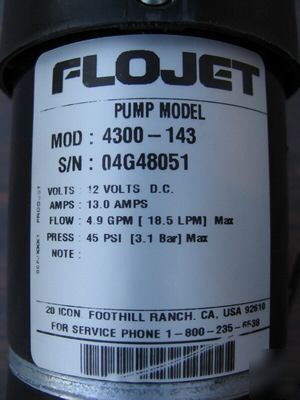 FLOJET
PUMP MODEL
MOD : 4300-143
S/N : 04G48051
VOLTS : 12 VOLTS D.C.
AMPS : 13.0 AMPS
FLOW : 4.9 GPM [ 18.5 LPM] Max
PRESS : 45 PSI [3.1 Bar] Max
NOTE :
20 ICON. FOOTHILL RANCH. CA, USA 92610
FOR SERVICE PHONE 1-800-235-6538